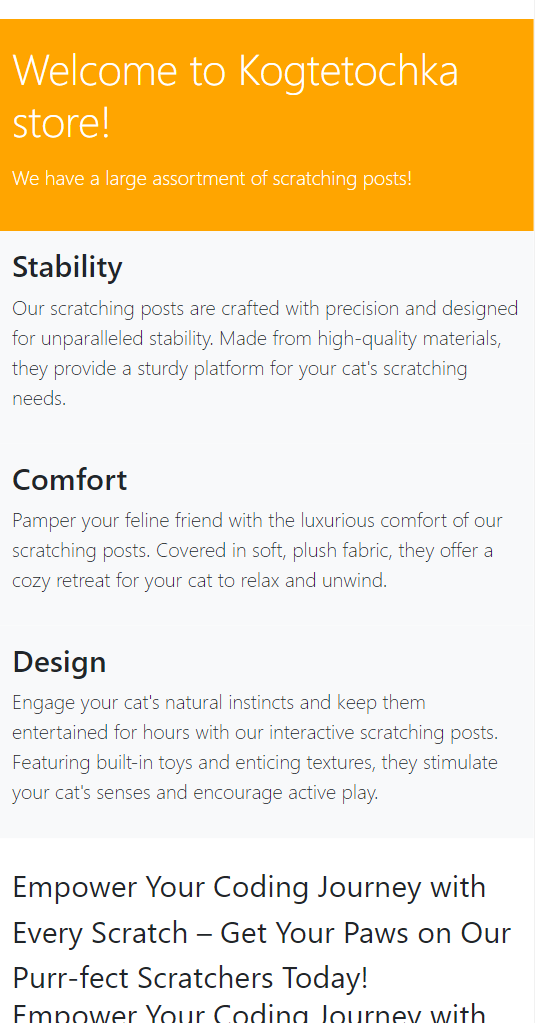 Welcome to Kogtetochka
store!
We have a large assortment of scratching posts!
Stability
Our scratching posts are crafted with precision and designed
for unparalleled stability. Made from high-quality materials,
they provide a sturdy platform for your cat's scratching
needs.
Comfort
Pamper your feline friend with the luxurious comfort of our
scratching posts. Covered in soft, plush fabric, they offer a
cozy retreat for your cat to relax and unwind.
Design
Engage your cat's natural instincts and keep them
entertained for hours with our interactive scratching posts.
Featuring built-in toys and enticing textures, they stimulate
your cat's senses and encourage active play.
Empower Your Coding Journey with
Every Scratch – Get Your Paws on Our
Purr-fect Scratchers Today!
Empower Your Coding Journey with